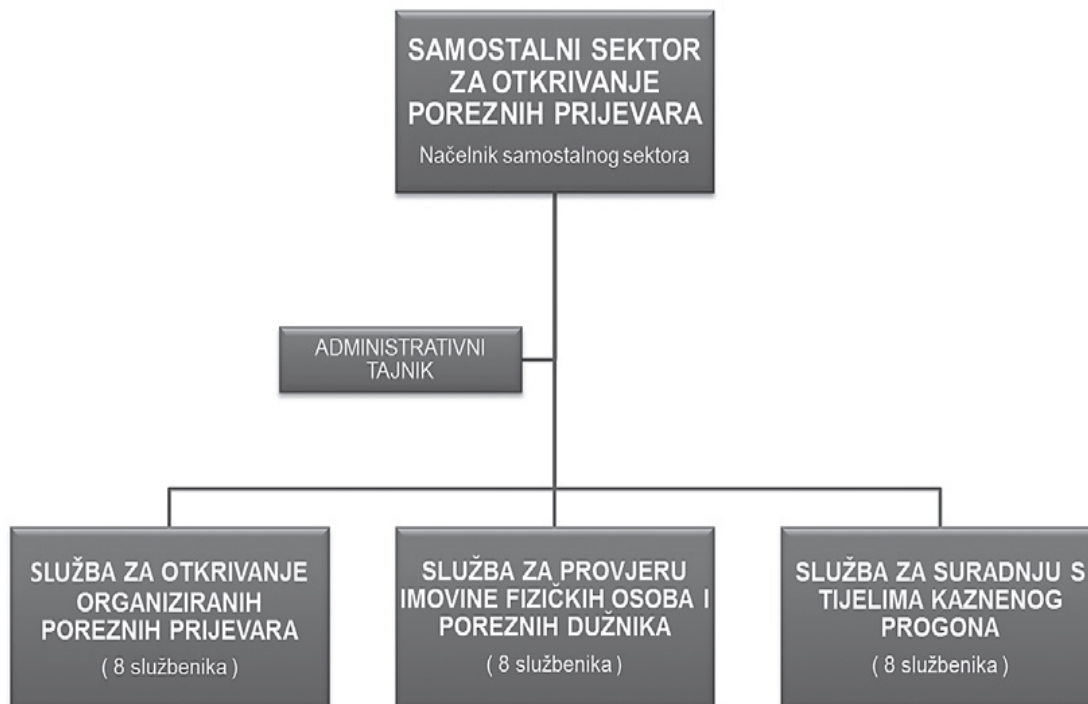 SAMOSTALNI SEKTOR
ZA OTKRIVANJE
POREZNIH PRIJEVARA
Načelnik samostalnog sektora
ADMINISTRATIVNI
TAJNIK
SLUŽBA ZA OTKRIVANJE
ORGANIZIRANIH
POREZNIH PRIJEVARA
( 8 službenika )
SLUŽBA ZA PROVJERU
IMOVINE FIZIČKIH OSOBA I
POREZNIH DUŽNIKA
( 8 službenika )
SLUŽBA ZA SURADNJU S
TIJELIMA KAZNENOG
PROGONA
( 8 službenika )